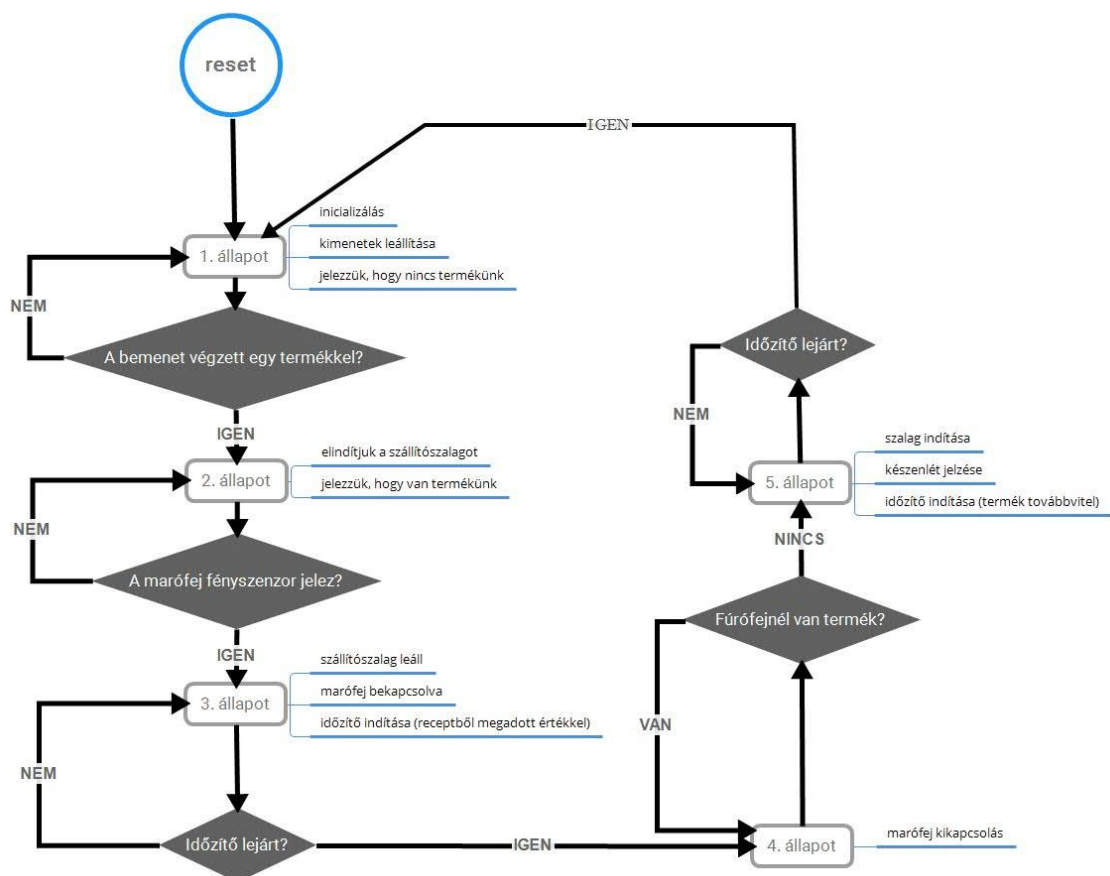 reset
IGEN
inicializálás
1. állapot
kimenetek leállítása
jelezzük, hogy nincs termékünk
NEM
A bemenet végzett egy termékkel?
IGEN
elindítjuk a szállítószalagot
2. állapot
jelezzük, hogy van termékünk
NEM
A marófej fényszenzor jelez?
IGEN
szállítószalag leáll
3. állapot
marófej bekapcsolva
időzítő indítása (receptből megadott értékkel)
NEM
Időzítő lejárt?
IGEN
4. állapot
marófej kikapcsolás
VAN
Fúrófejnél van termék?
NINCS
5. állapot
szalag indítása
készenlét jelzése
időzítő indítása (termék továbbvitel)
NEM
Időzítő lejárt?